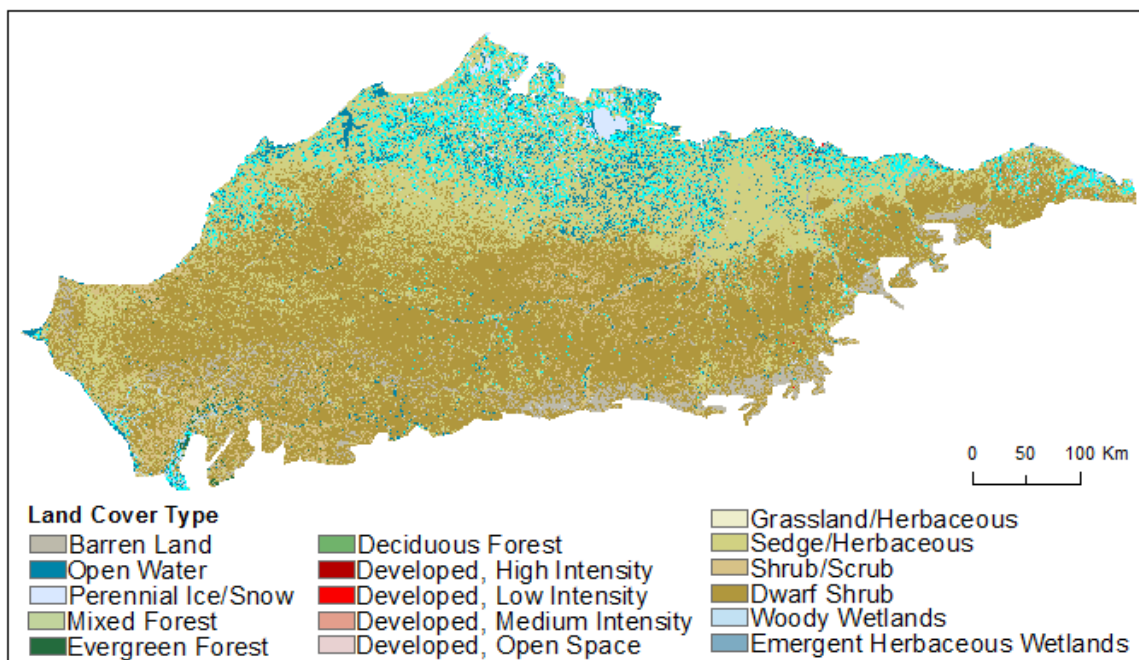 0 50 100 Km
Land Cover Type
Barren Land
Open Water
Perennial Ice/Snow
Mixed Forest
Evergreen Forest
Deciduous Forest
Developed, High Intensity
Developed, Low Intensity
Developed, Medium Intensity
Developed, Open Space
Grassland/Herbaceous
Sedge/Herbaceous
Shrub/Scrub
Dwarf Shrub
Woody Wetlands
Emergent Herbaceous Wetlands